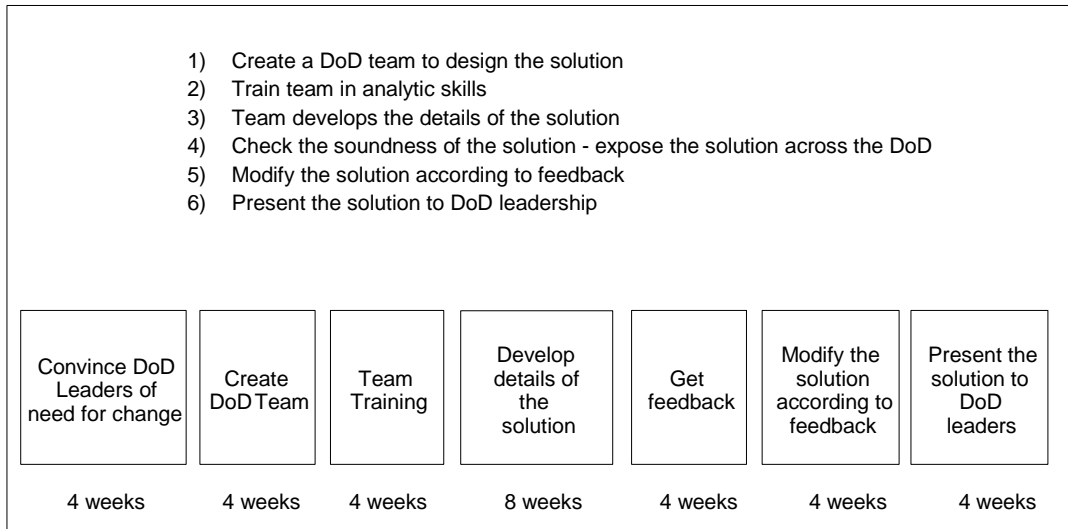 1) Create a DoD team to design the solution
2) Train team in analytic skills
3) Team develops the details of the solution
4) Check the soundness of the solution - expose the solution across the DoD
5) Modify the solution according to feedback
6) Present the solution to DoD leadership
Convince DoD
Leaders of
need for change
Create
DoD Team
Team
Training
Develop
details of
the
solution
Get
feedback
Modify the
solution
according to
feedback
Present the
solution to
DoD
leaders
4 weeks
4 weeks
4 weeks
8 weeks
4 weeks
4 weeks
4 weeks